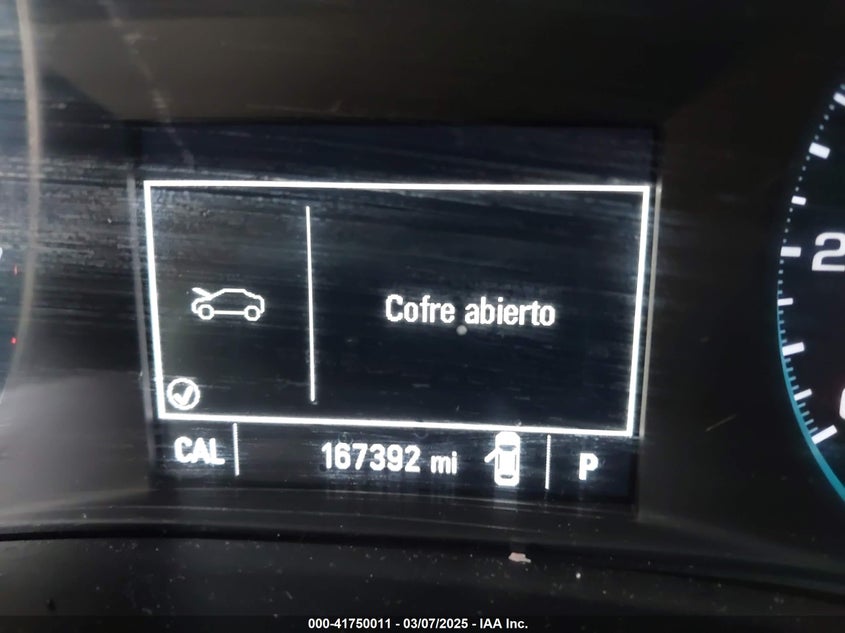 Cofre abierto
CAL 167392 mi P
2
000-41750011 - 03/07/2025 - IAA Inc.